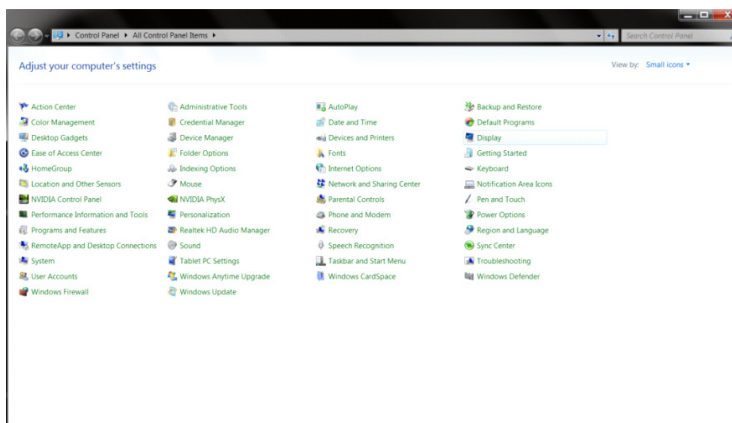 Control Panel All Control Panel Items Search Control Panel
Adjust your computer's settings View by: Small icons
Action Center Administrative Tools AutoPlay Backup and Restore
Color Management Credential Manager Date and Time Default Programs
Desktop Gadgets Device Manager Devices and Printers Display
Ease of Access Center Folder Options Fonts Getting Started
HomeGroup Indexing Options Internet Options Keyboard
Location and Other Sensors Mouse Network and Sharing Center Notification Area Icons
NVIDIA Control Panel NVIDIA PhysX Parental Controls Pen and Touch
Performance Information and Tools Personalization Phone and Modem Power Options
Programs and Features Realtek HD Audio Manager Recovery Region and Language
RemoteApp and Desktop Connections Sound Speech Recognition Sync Center
System Tablet PC Settings Taskbar and Start Menu Troubleshooting
User Accounts Windows Anytime Upgrade Windows CardSpace Windows Defender
Windows Firewall Windows Update